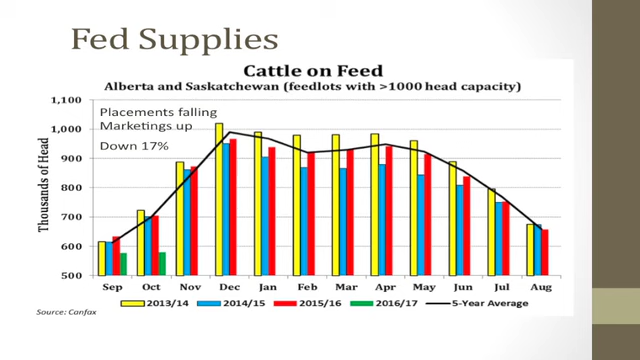 Fed Supplies
Cattle on Feed
Alberta and Saskatchewan (feedlots with >1000 head capacity)
Thousands of Head
1,100
1,000
900
800
700
600
500
Placements falling
Marketings up
Down 17%
Sep Oct Nov Dec Jan Feb Mar Apr May Jun Jul Aug
2013/14 2014/15 2015/16 2016/17 5-Year Average
Source: Canfax